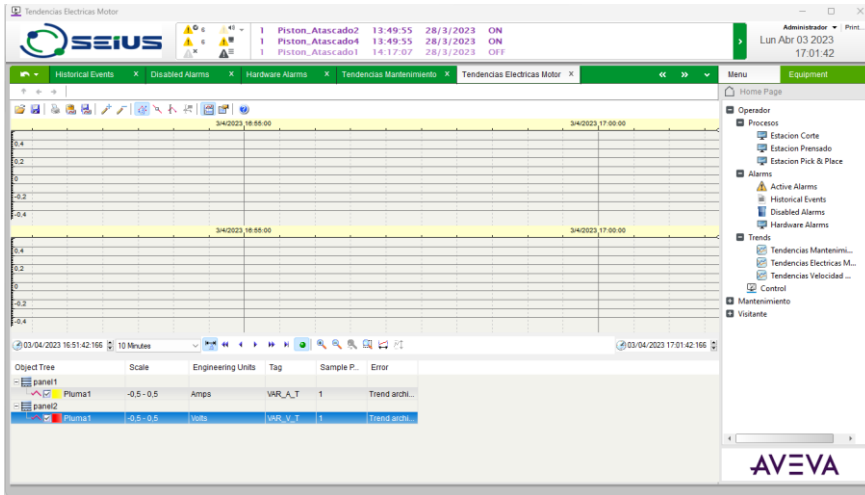 Tendencias Electricas Motor
SEIUS
6
6
1 Piston_Atascado2 13:49:55 28/3/2023 ON
1 Piston_Atascado4 13:49:55 28/3/2023 ON
1 Piston_Atascado1 14:17:07 28/3/2023 OFF
Administrador Print...
Lun Abr 03 2023
17:01:42
Historical Events X Disabled Alarms X Hardware Alarms X Tendencias Mantenimiento X Tendencias Electricas Motor X
Menu Equipment
Home Page
3/4/2023 16:55:00 3/4/2023 17:00:00
0,4
0,2
0
-0,2
-0,4
3/4/2023 16:55:00 3/4/2023 17:00:00
0,4
0,2
0
-0,2
-0,4
03/04/2023 16:51:42:166 10 Minutes 03/04/2023 17:01:42:166
Object Tree Scale Engineering Units Tag Sample P... Error
panel1
Pluma1 -0,5 - 0,5 Amps VAR_A_T 1 Trend archi...
panel2
Pluma1 -0,5 - 0,5 Volts VAR_V_T 1 Trend archi...
Operador
Procesos
Estacion Corte
Estacion Prensado
Estacion Pick & Place
Alarms
Active Alarms
Historical Events
Disabled Alarms
Hardware Alarms
Trends
Tendencias Mantenimi...
Tendencias Electricas M...
Tendencias Velocidad ...
Control
Mantenimiento
Visitante
AVEVA